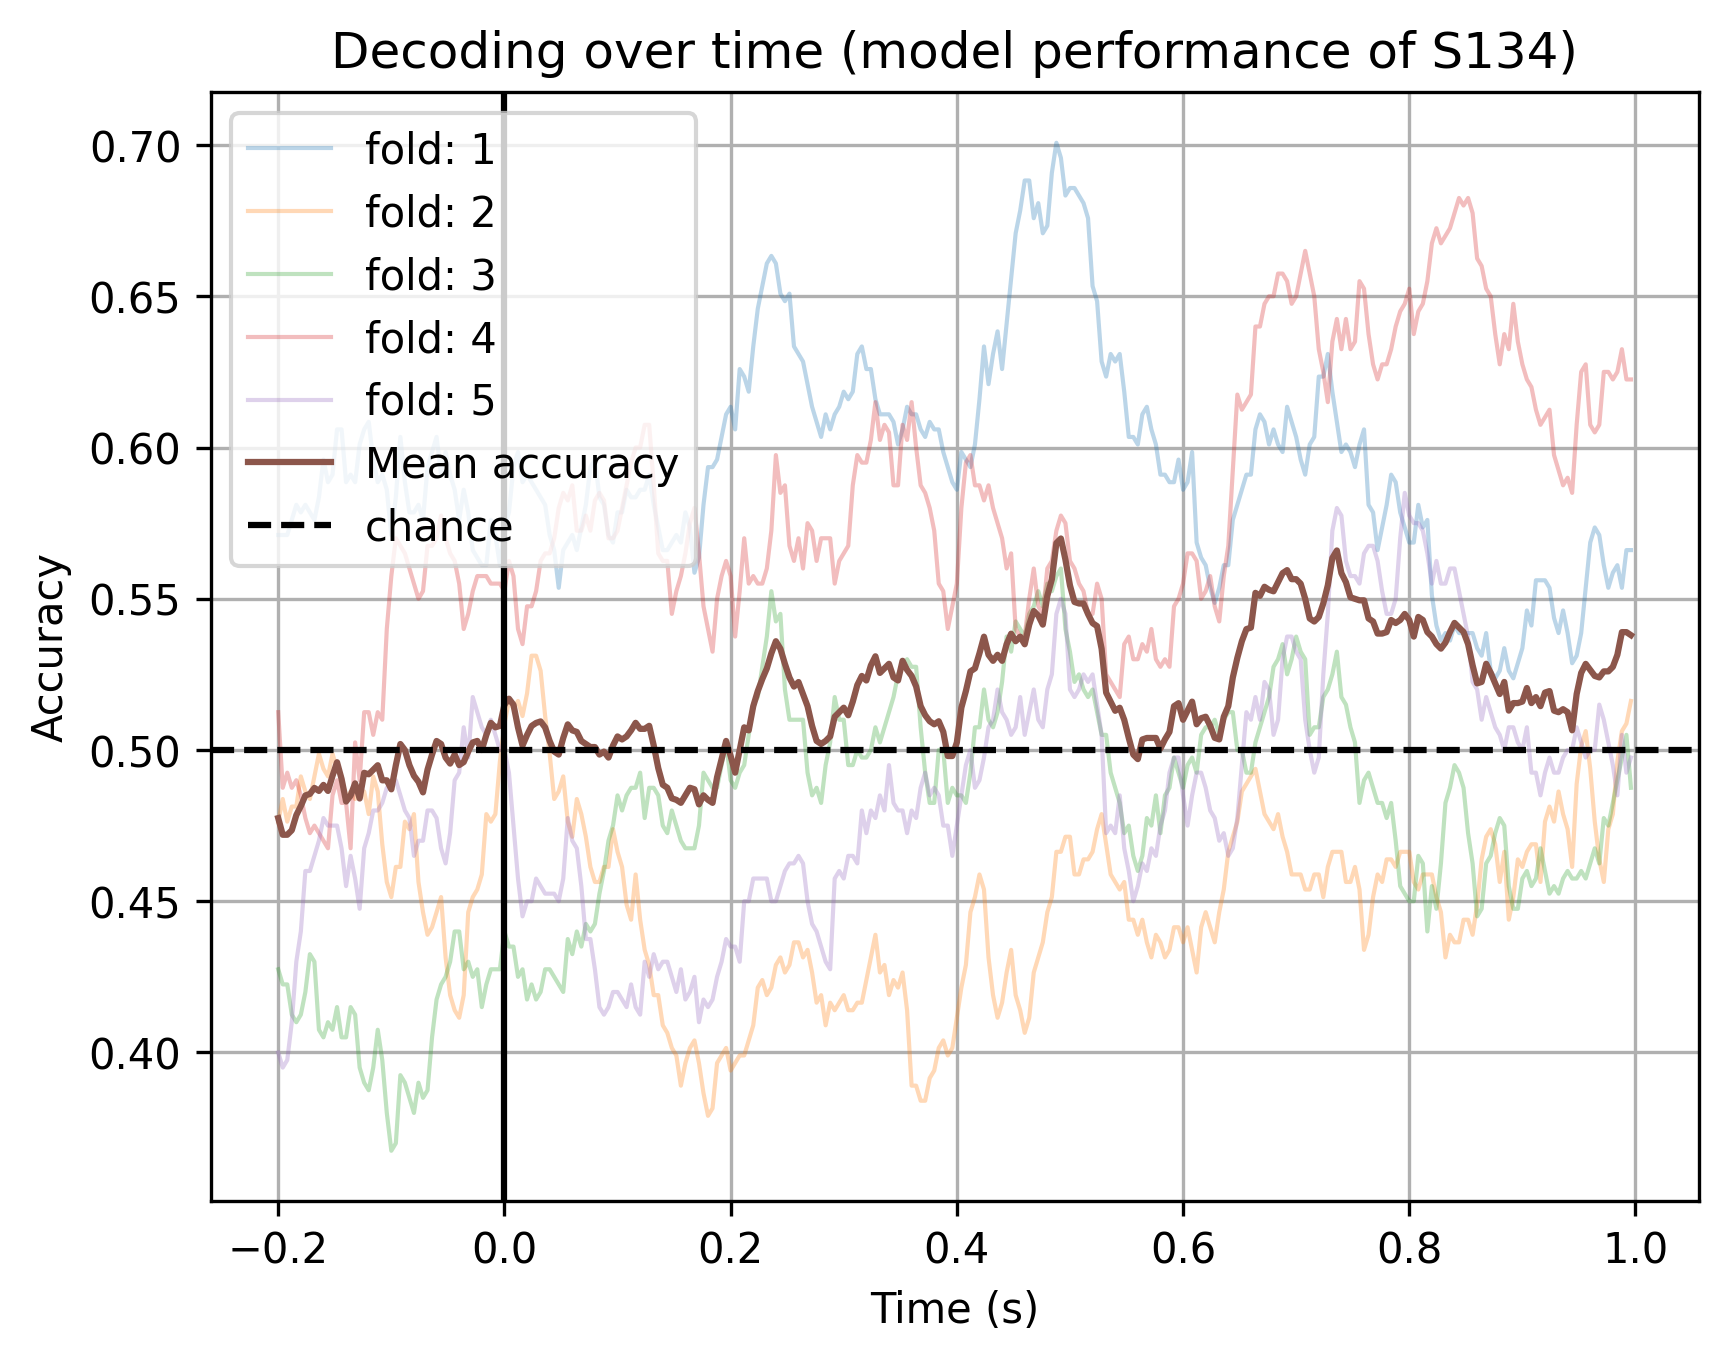 Decoding over time (model performance of S134)
0.70
0.65
0.60
0.55
0.50
0.45
0.40
Accuracy
fold: 1
fold: 2
fold: 3
fold: 4
fold: 5
Mean accuracy
chance
−0.2 0.0 0.2 0.4 0.6 0.8 1.0
Time (s)